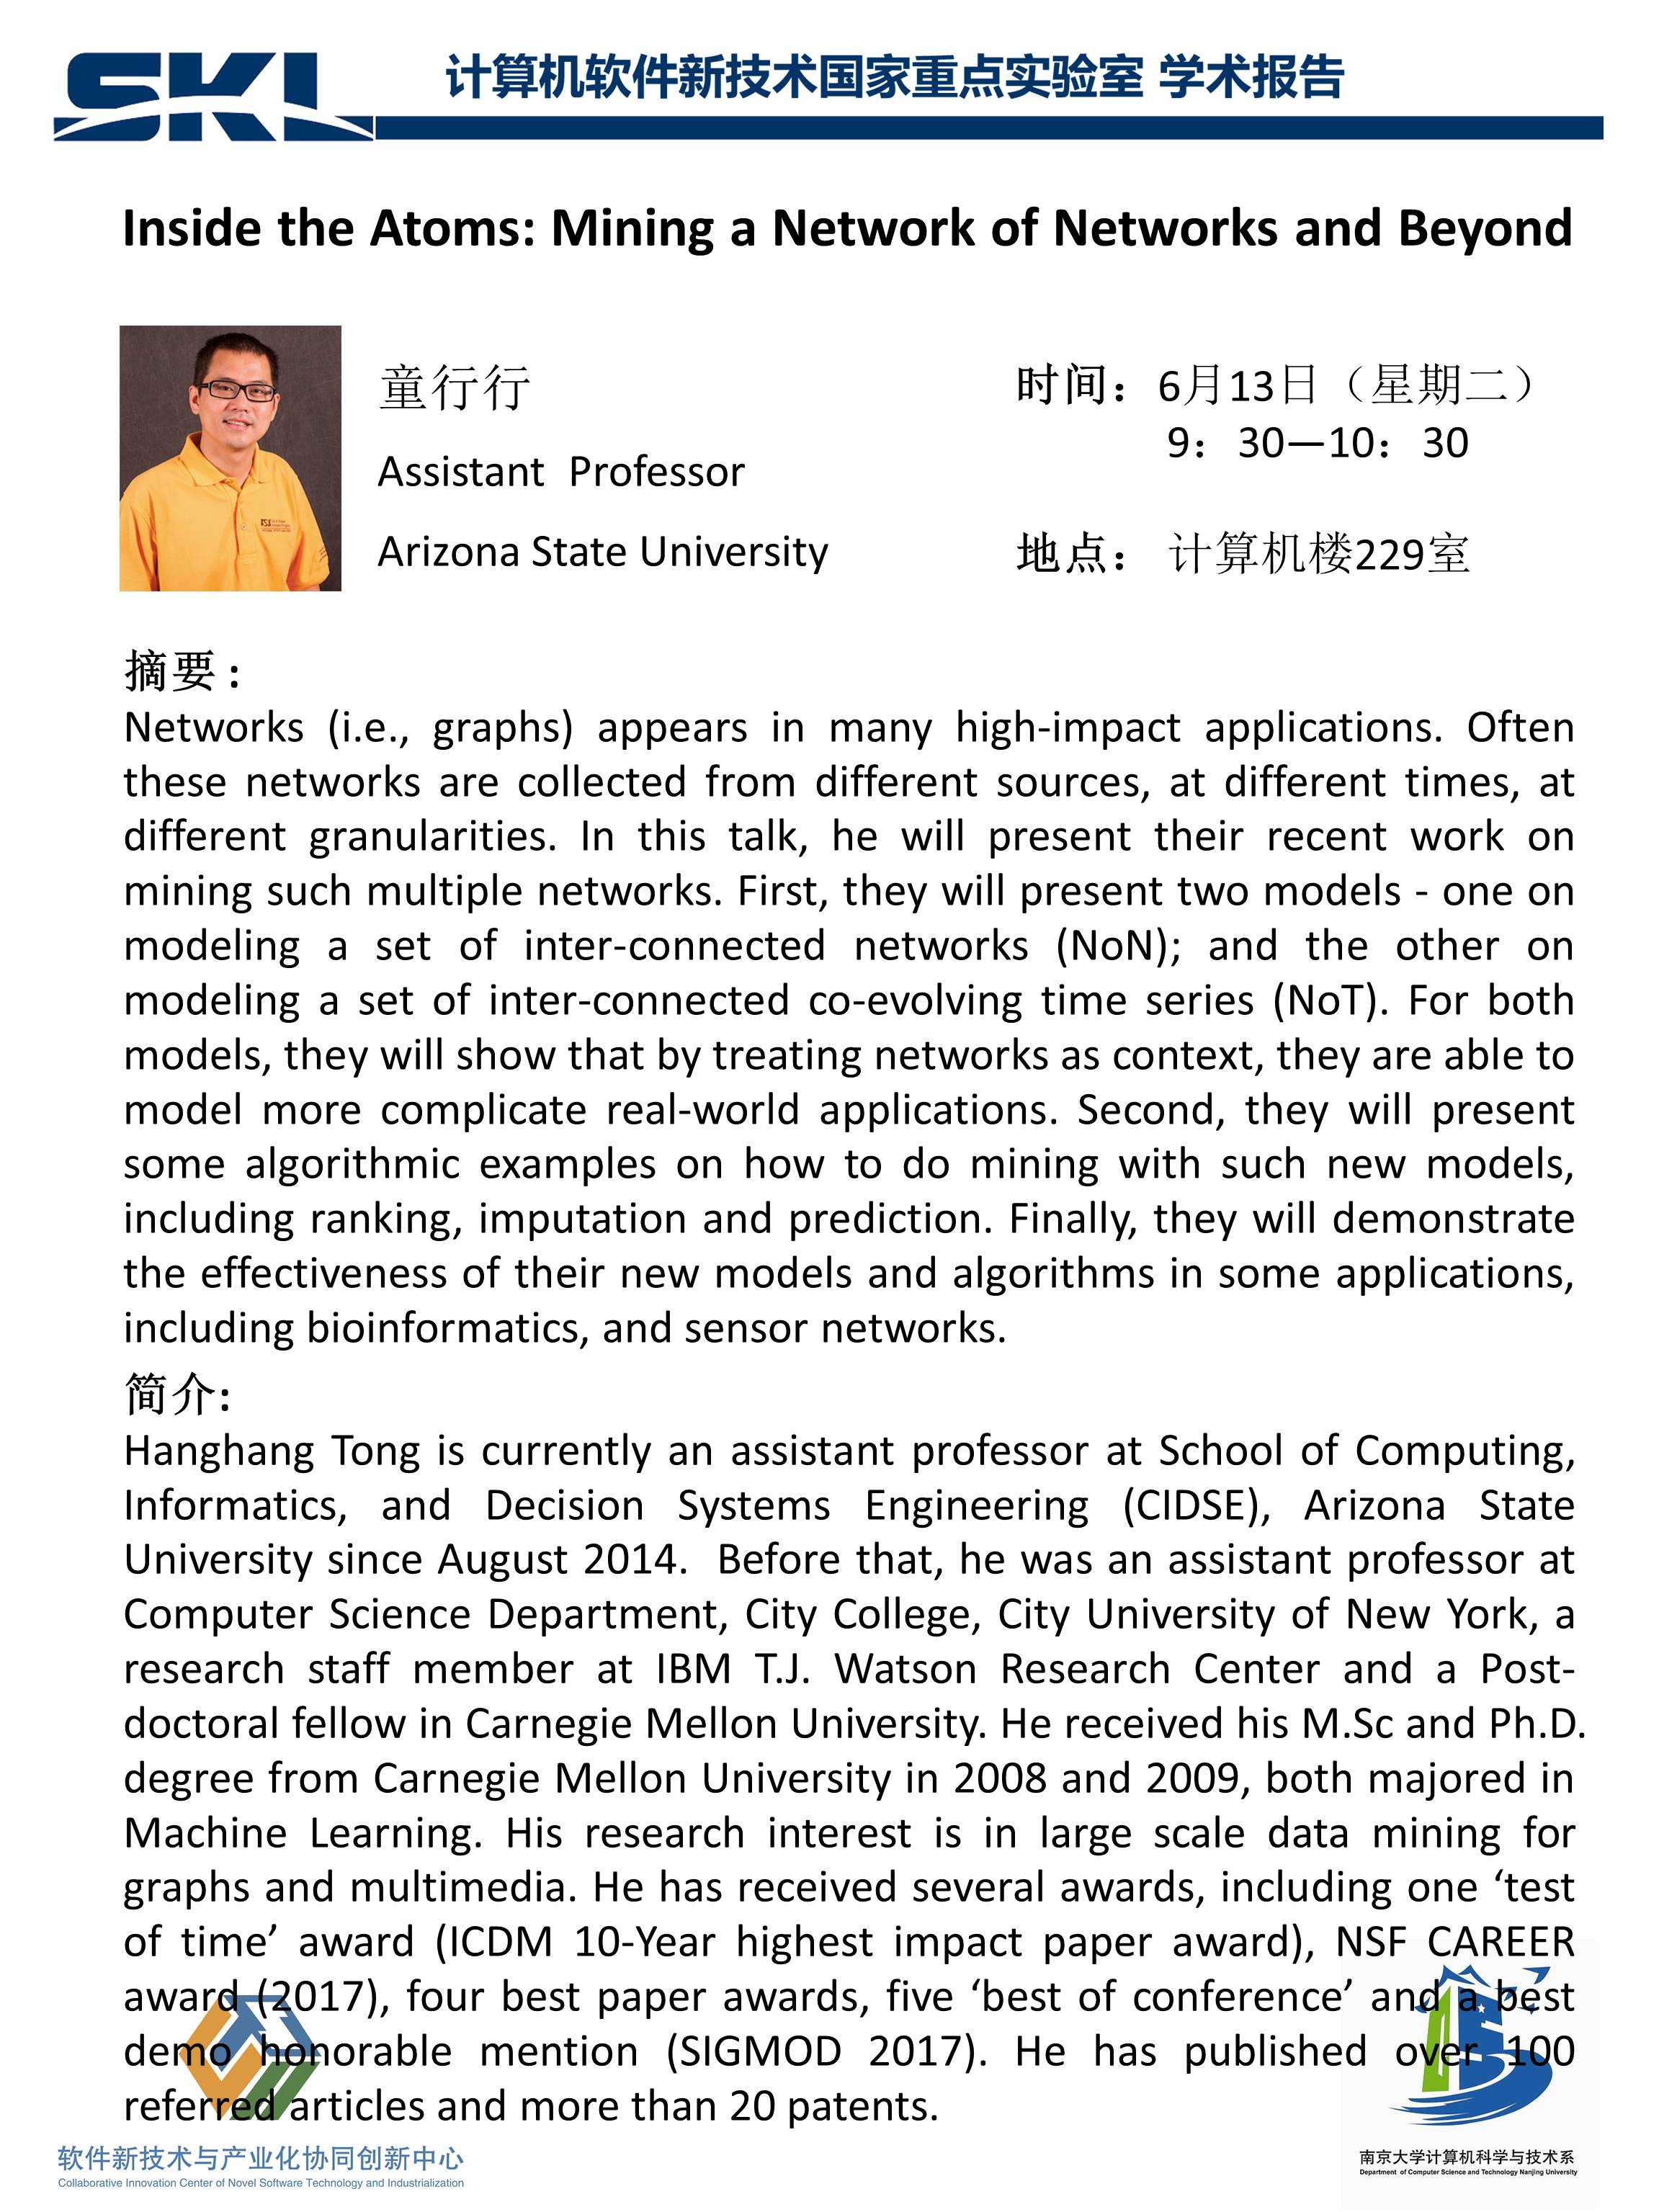 SKL
计算机软件新技术国家重点实验室 学术报告
Inside the Atoms: Mining a Network of Networks and Beyond
童行行
Assistant Professor
Arizona State University
时间：6月13日（星期二）
9：30—10：30
地点： 计算机楼229室
摘要：
Networks (i.e., graphs) appears in many high-impact applications. Often
these networks are collected from different sources, at different times, at
different granularities. In this talk, he will present their recent work on
mining such multiple networks. First, they will present two models - one on
modeling a set of inter-connected networks (NoN); and the other on
modeling a set of inter-connected co-evolving time series (NoT). For both
models, they will show that by treating networks as context, they are able to
model more complicate real-world applications. Second, they will present
some algorithmic examples on how to do mining with such new models,
including ranking, imputation and prediction. Finally, they will demonstrate
the effectiveness of their new models and algorithms in some applications,
including bioinformatics, and sensor networks.
简介:
Hanghang Tong is currently an assistant professor at School of Computing,
Informatics, and Decision Systems Engineering (CIDSE), Arizona State
University since August 2014. Before that, he was an assistant professor at
Computer Science Department, City College, City University of New York, a
research staff member at IBM T.J. Watson Research Center and a Post-
doctoral fellow in Carnegie Mellon University. He received his M.Sc and Ph.D.
degree from Carnegie Mellon University in 2008 and 2009, both majored in
Machine Learning. His research interest is in large scale data mining for
graphs and multimedia. He has received several awards, including one ‘test
of time’ award (ICDM 10-Year highest impact paper award), NSF CAREER
award (2017), four best paper awards, five ‘best of conference’ and a best
demo honorable mention (SIGMOD 2017). He has published over 100
referred articles and more than 20 patents.
软件新技术与产业化协同创新中心
Collaborative Innovation Center of Novel Software Technology and Industrialization
南京大学计算机科学与技术系
Department of Computer Science and Technology Nanjing University